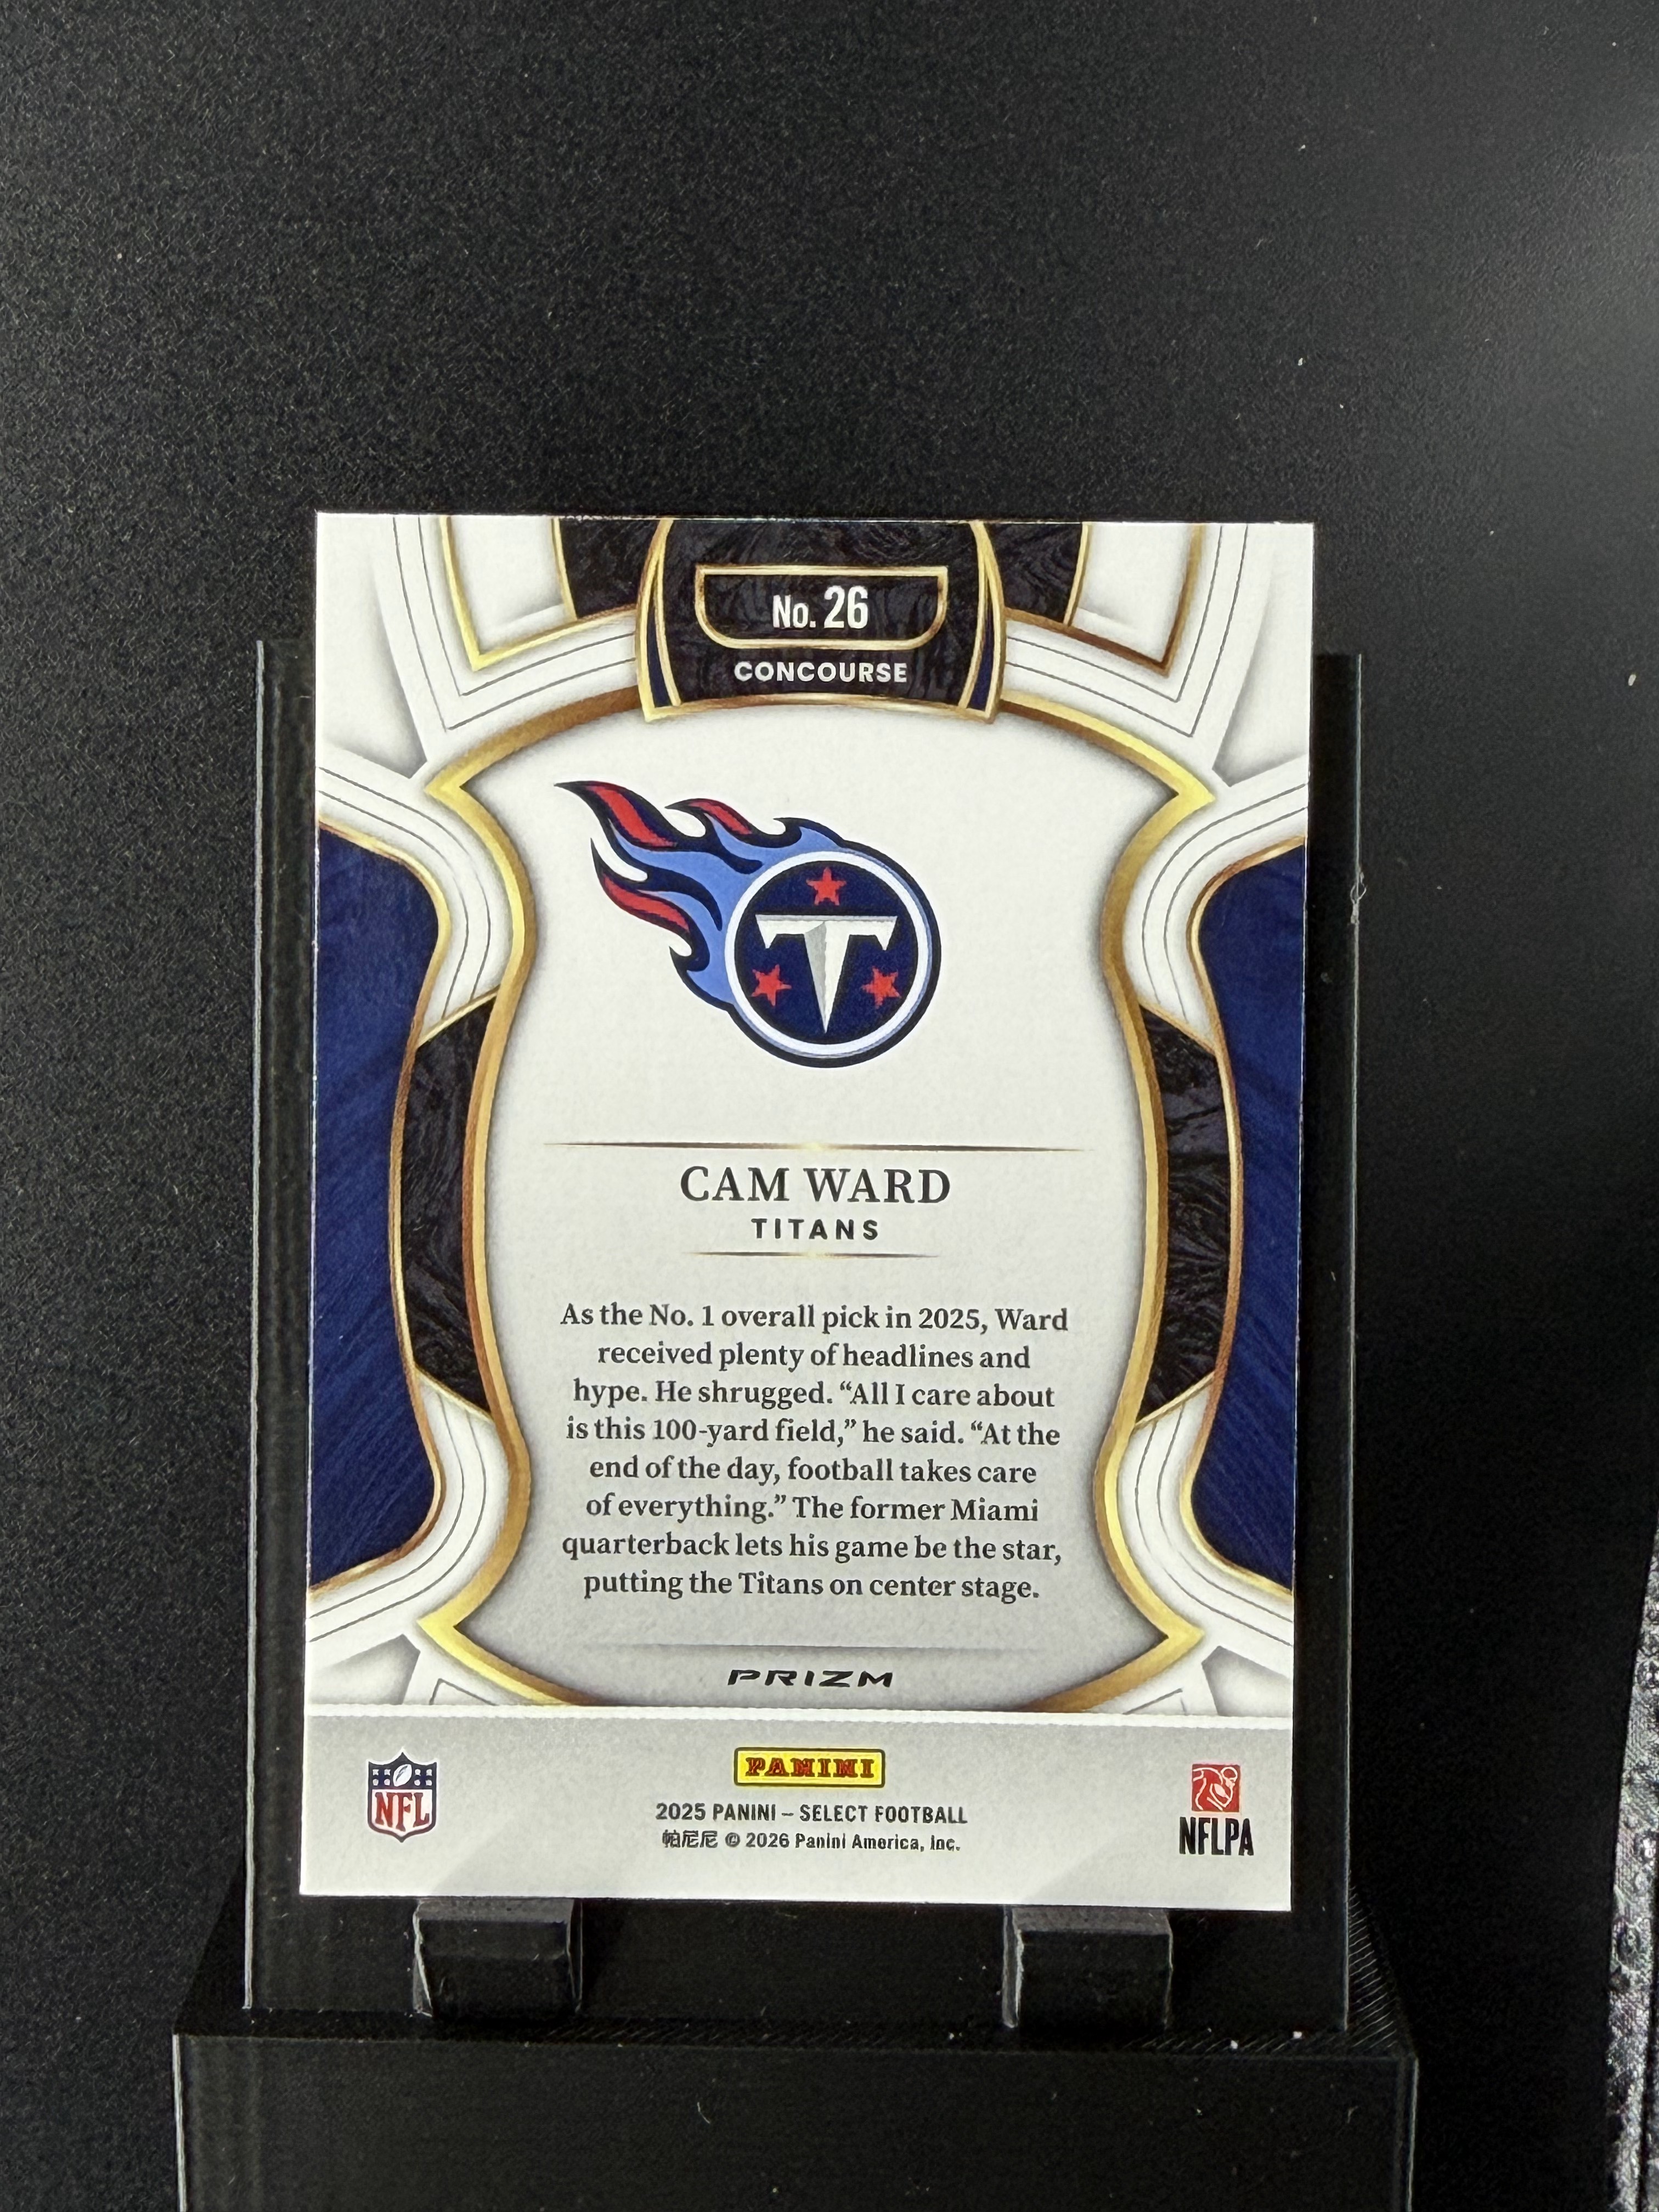 No. 26
CONCOURSE
T
CAM WARD
TITANS
As the No. 1 overall pick in 2025, Ward
received plenty of headlines and
hype. He shrugged. “All I care about
is this 100-yard field,” he said. “At the
end of the day, football takes care
of everything.” The former Miami
quarterback lets his game be the star,
putting the Titans on center stage.
PRIZM
NFL
PANINI
2025 PANINI – SELECT FOOTBALL
帕尼尼 © 2026 Panini America, Inc.
NFLPA